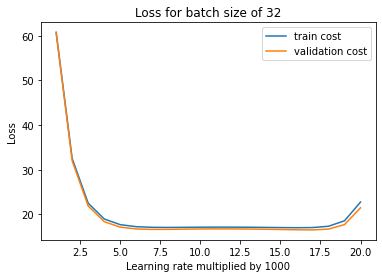 Loss for batch size of 32
train cost
validation cost
60
50
40
30
20
Loss
2.5 5.0 7.5 10.0 12.5 15.0 17.5 20.0
Learning rate multiplied by 1000